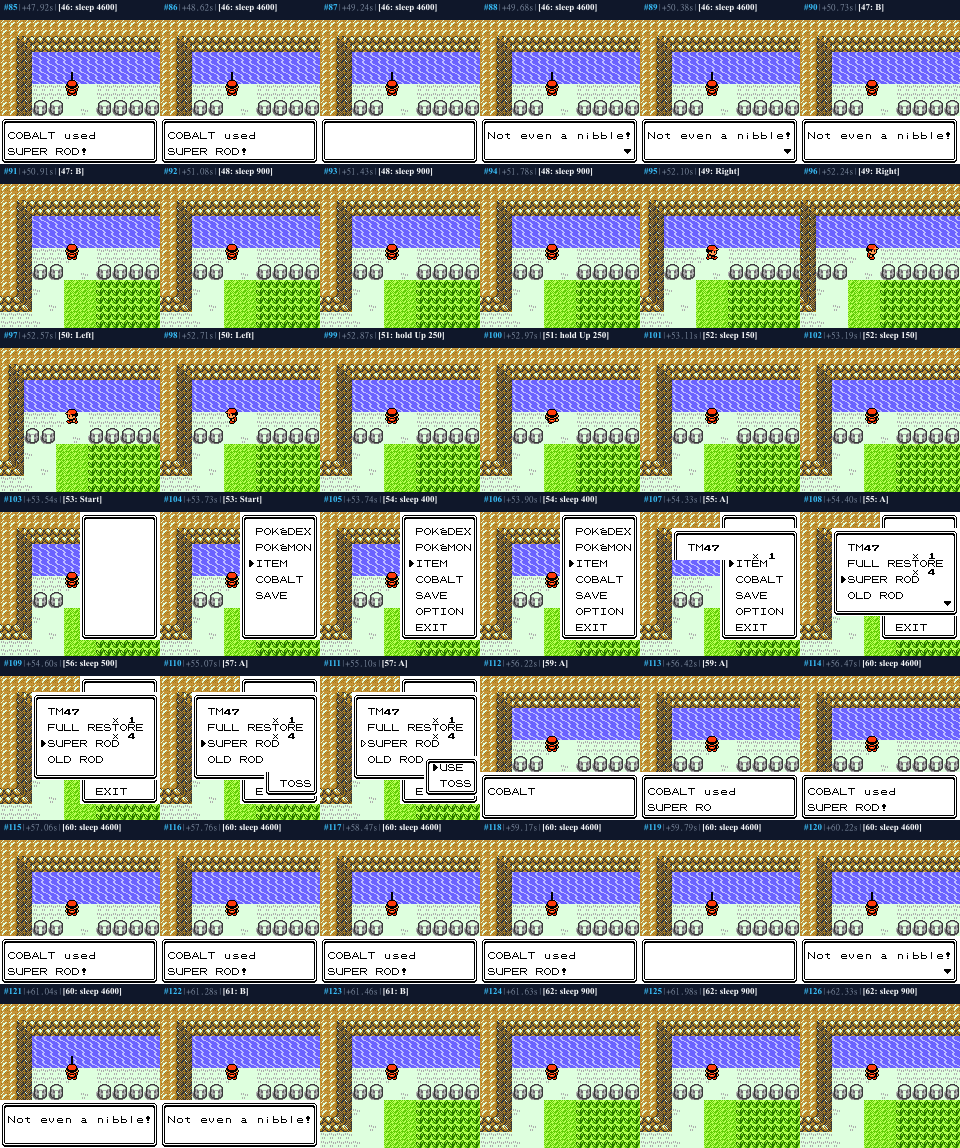 #85|+47.92s|[46: sleep 4600]
#86|+48.62s|[46: sleep 4600]
#87|+49.24s|[46: sleep 4600]
#88|+49.68s|[46: sleep 4600]
#89|+50.38s|[46: sleep 4600]
#90|+50.73s|[47: B]
COBALT used
SUPER ROD!
COBALT used
SUPER ROD!
Not even a nibble!
Not even a nibble!
Not even a nibble!
#91|+50.91s|[47: B]
#92|+51.08s|[48: sleep 900]
#93|+51.43s|[48: sleep 900]
#94|+51.78s|[48: sleep 900]
#95|+52.10s|[49: Right]
#96|+52.24s|[49: Right]
#97|+52.57s|[50: Left]
#98|+52.71s|[50: Left]
#99|+52.87s|[51: hold Up 250]
#100|+52.97s|[51: hold Up 250]
#101|+53.11s|[52: sleep 150]
#102|+53.19s|[52: sleep 150]
#103|+53.54s|[53: Start]
#104|+53.73s|[53: Start]
#105|+53.74s|[54: sleep 400]
#106|+53.90s|[54: sleep 400]
#107|+54.33s|[55: A]
#108|+54.40s|[55: A]
POKéDEX
POKéMON
ITEM
COBALT
SAVE
POKéDEX
POKéMON
ITEM
COBALT
SAVE
OPTION
EXIT
POKéDEX
POKéMON
ITEM
COBALT
SAVE
OPTION
EXIT
TM47
× 1
ITEM
COBALT
SAVE
OPTION
EXIT
TM47
× 1
FULL RESTORE
× 4
SUPER ROD
OLD ROD
EXIT
#109|+54.60s|[56: sleep 500]
#110|+55.07s|[57: A]
#111|+55.10s|[57: A]
#112|+56.22s|[59: A]
#113|+56.42s|[59: A]
#114|+56.47s|[60: sleep 4600]
TM47
× 1
FULL RESTORE
× 4
SUPER ROD
OLD ROD
EXIT
TM47
× 1
FULL RESTORE
× 4
SUPER ROD
OLD ROD
TOSS
E
TM47
× 1
FULL RESTORE
× 4
SUPER ROD
OLD ROD
USE
TOSS
E
COBALT
COBALT used
SUPER RO
COBALT used
SUPER ROD!
#115|+57.06s|[60: sleep 4600]
#116|+57.76s|[60: sleep 4600]
#117|+58.47s|[60: sleep 4600]
#118|+59.17s|[60: sleep 4600]
#119|+59.79s|[60: sleep 4600]
#120|+60.22s|[60: sleep 4600]
COBALT used
SUPER ROD!
COBALT used
SUPER ROD!
COBALT used
SUPER ROD!
COBALT used
SUPER ROD!
Not even a nibble!
#121|+61.04s|[60: sleep 4600]
#122|+61.28s|[61: B]
#123|+61.46s|[61: B]
#124|+61.63s|[62: sleep 900]
#125|+61.98s|[62: sleep 900]
#126|+62.33s|[62: sleep 900]
Not even a nibble!
Not even a nibble!